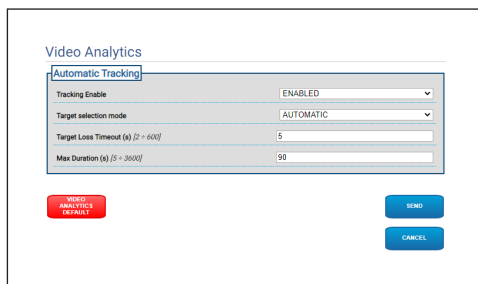 Video Analytics
Automatic Tracking
Tracking Enable ENABLED
Target selection mode AUTOMATIC
Target Loss Timeout (s) [2 ÷ 600] 5
Max Duration (s) [5 ÷ 3600] 90
VIDEO
ANALYTICS
DEFAULT
SEND
CANCEL